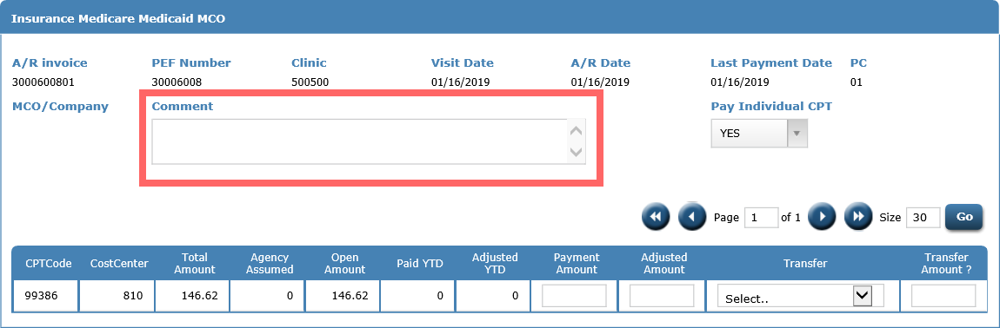 Insurance Medicare Medicaid MCO
A/R invoice PEF Number Clinic Visit Date A/R Date Last Payment Date PC
3000600801 30006008 500500 01/16/2019 01/16/2019 01/16/2019 01
MCO/Company Comment Pay Individual CPT
YES
Page 1 of 1 Size 30 Go
CPTCode CostCenter Total Amount Agency Assumed Open Amount Paid YTD Adjusted YTD Payment Amount Adjusted Amount Transfer Transfer Amount ?
99386 810 146.62 0 146.62 0 0 Select..